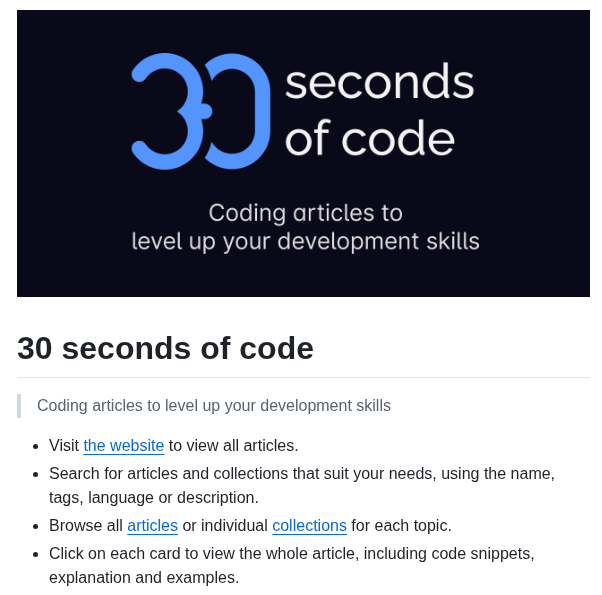 30 seconds
of code
Coding articles to
level up your development skills
30 seconds of code
Coding articles to level up your development skills
Visit the website to view all articles.
Search for articles and collections that suit your needs, using the name,
tags, language or description.
Browse all articles or individual collections for each topic.
Click on each card to view the whole article, including code snippets,
explanation and examples.